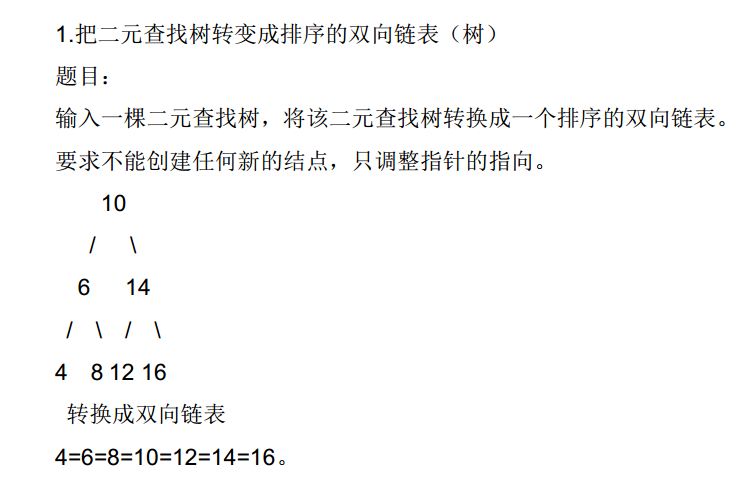 1.把二元查找树转变成排序的双向链表（树）
题目：
输入一棵二元查找树，将该二元查找树转换成一个排序的双向链表。
要求不能创建任何新的结点，只调整指针的指向。
10
/ \
6 14
/ \ / \
4 8 12 16
转换成双向链表
4=6=8=10=12=14=16。